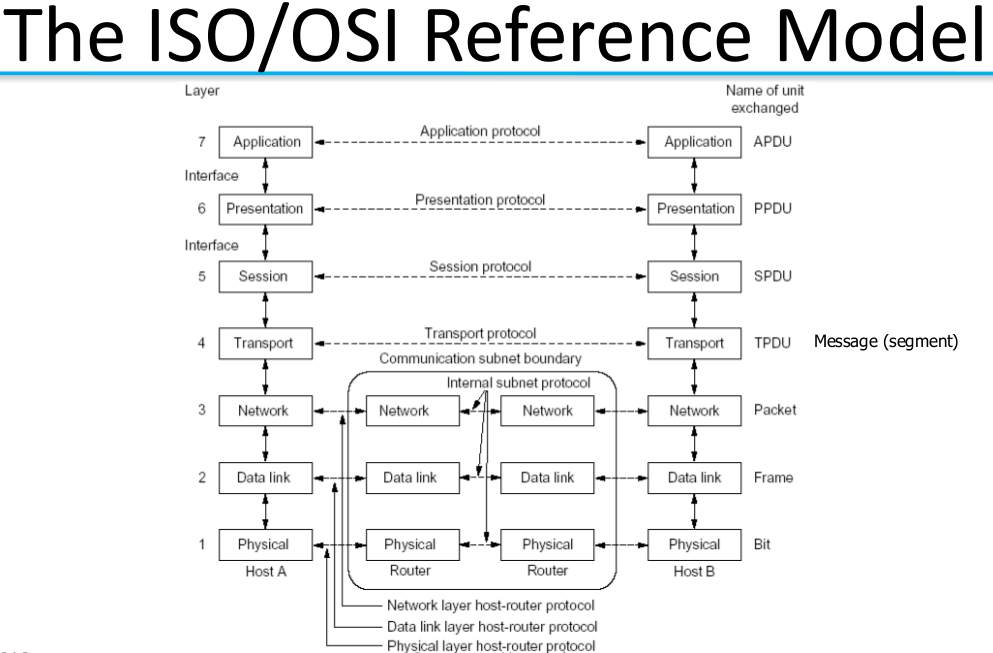 The ISO/OSI Reference Model
Layer
Name of unit
exchanged
7
Application
Application protocol
Application
APDU
Interface
6
Presentation
Presentation protocol
Presentation
PPDU
Interface
5
Session
Session protocol
Session
SPDU
4
Transport
Transport protocol
Transport
TPDU
Message (segment)
Communication subnet boundary
Internal subnet protocol
3
Network
Network
Network
Network
Packet
2
Data link
Data link
Data link
Data link
Frame
1
Physical
Physical
Physical
Physical
Bit
Host A
Router
Router
Host B
Network layer host-router protocol
Data link layer host-router protocol
Physical layer host-router protocol